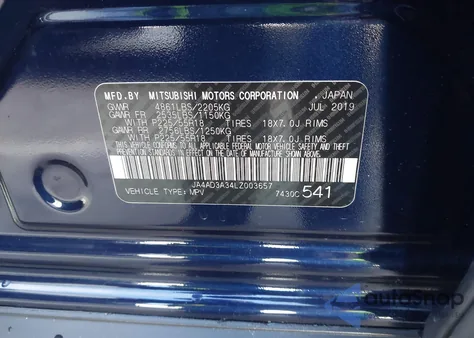 MFD.BY MITSUBISHI MOTORS CORPORATION , JAPAN
GVWR 4861LBS/2205KG JUL 2019
GAWR FR 2535LBS/1150KG
WITH P225/55R18 TIRES 18X7.0J RIMS
GAWR RR 2756LBS/1250KG
WITH P225/55R18 TIRES 18X7.0J RIMS
THIS VEHICLE CONFORMS TO ALL APPLICABLE FEDERAL
MOTOR VEHICLE SAFETY AND THEFT PREVENTION
STANDARDS IN EFFECT ON THE DATE OF MANUFACTURE
SHOWN ABOVE.
JA4AD3A34LZ003657
VEHICLE TYPE: MPV 7430C 541
autoSnap